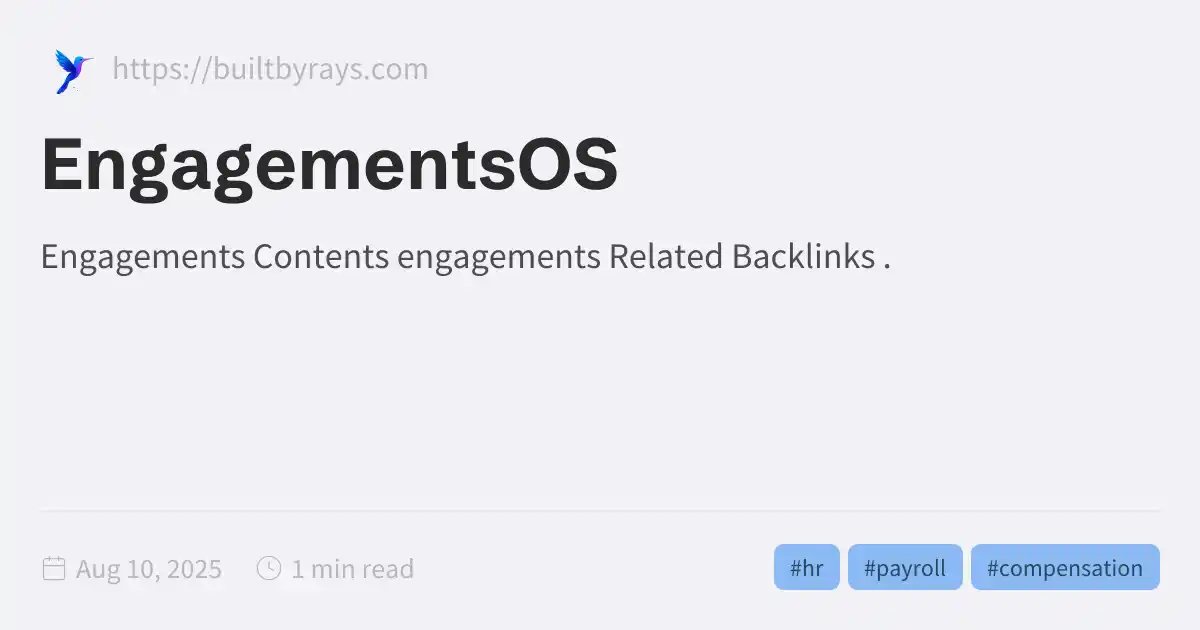 https://builtbyrays.com
EngagementsOS
Engagements Contents engagements Related Backlinks .
Aug 10, 2025 1 min read #hr #payroll #compensation